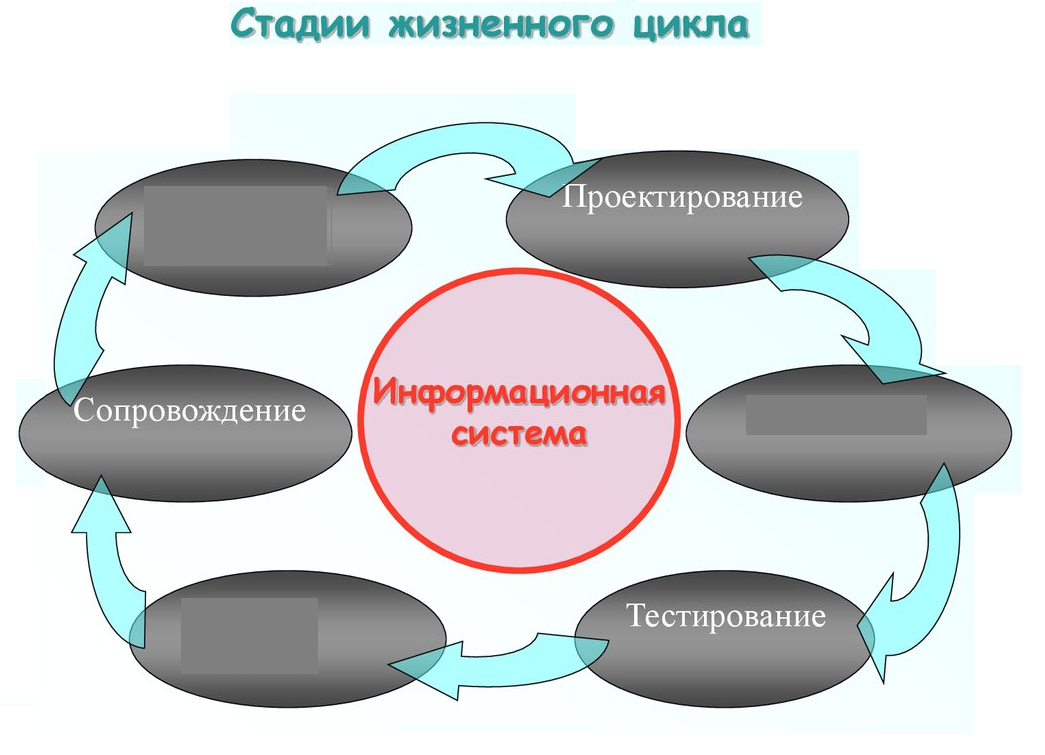 Стадии жизненного цикла
Проектирование
Информационная
система
Сопровождение
Тестирование